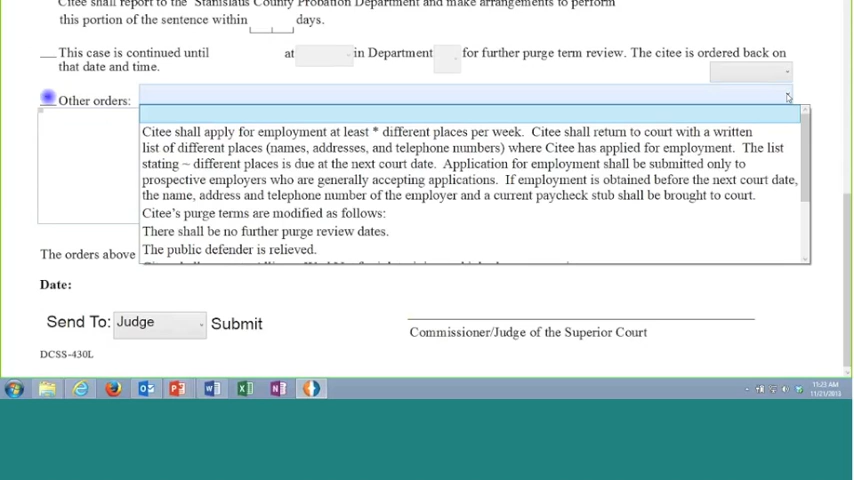 Citee shall report to the Stanislaus County Probation Department and make arrangements to perform
this portion of the sentence within days.
This case is continued until at in Department for further purge term review. The citee is ordered back on
that date and time.
Other orders:
Citee shall apply for employment at least * different places per week. Citee shall return to court with a written
list of different places (names, addresses, and telephone numbers) where Citee has applied for employment. The list
stating ~ different places is due at the next court date. Application for employment shall be submitted only to
prospective employers who are generally accepting applications. If employment is obtained before the next court date,
the name, address and telephone number of the employer and a current paycheck stub shall be brought to court.
Citee's purge terms are modified as follows:
There shall be no further purge review dates.
The public defender is relieved.
The orders above
Date:
Send To: Judge Submit
Commissioner/Judge of the Superior Court
DCSS-430L
11:23 AM
11/21/2013